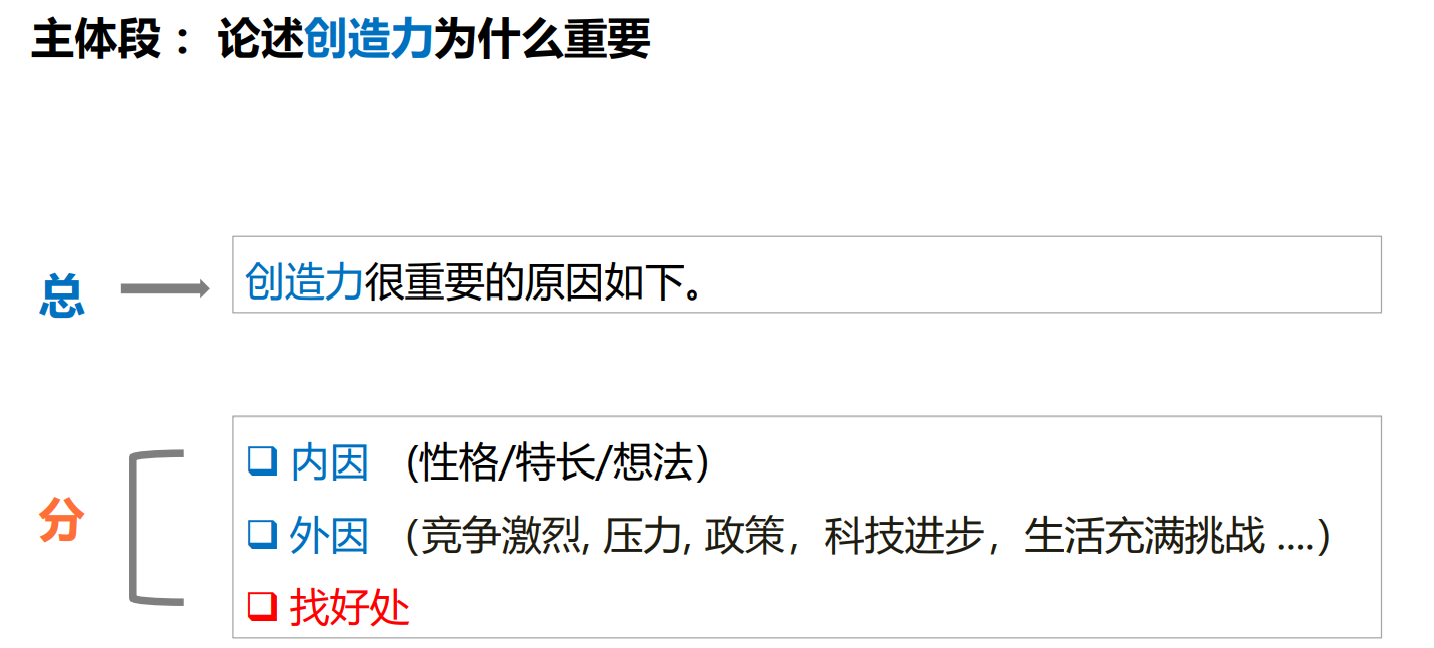 主体段： 论述创造力为什么重要
总
创造力很重要的原因如下。
分
内因 （性格/特长/想法）
外因 （竞争激烈, 压力, 政策，科技进步，生活充满挑战 ....）
找好处